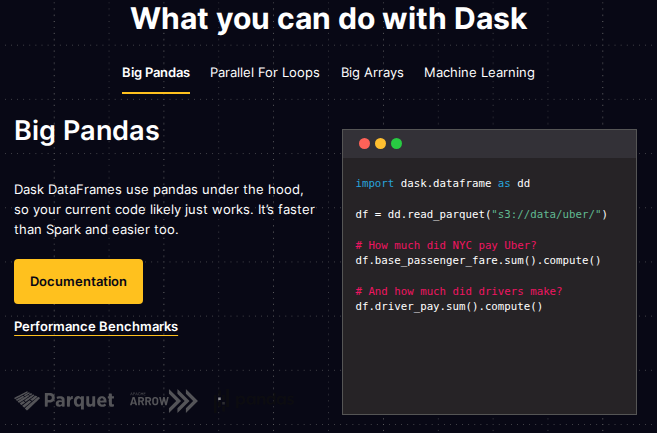 What you can do with Dask
Big Pandas Parallel For Loops Big Arrays Machine Learning
Big Pandas
Dask DataFrames use pandas under the hood,
so your current code likely just works. It's faster
than Spark and easier too.
Documentation
Performance Benchmarks
Parquet
APACHE
ARROW
import dask.dataframe as dd
df = dd.read_parquet("s3://data/uber/")
# How much did NYC pay Uber?
df.base_passenger_fare.sum().compute()
# And how much did drivers make?
df.driver_pay.sum().compute()